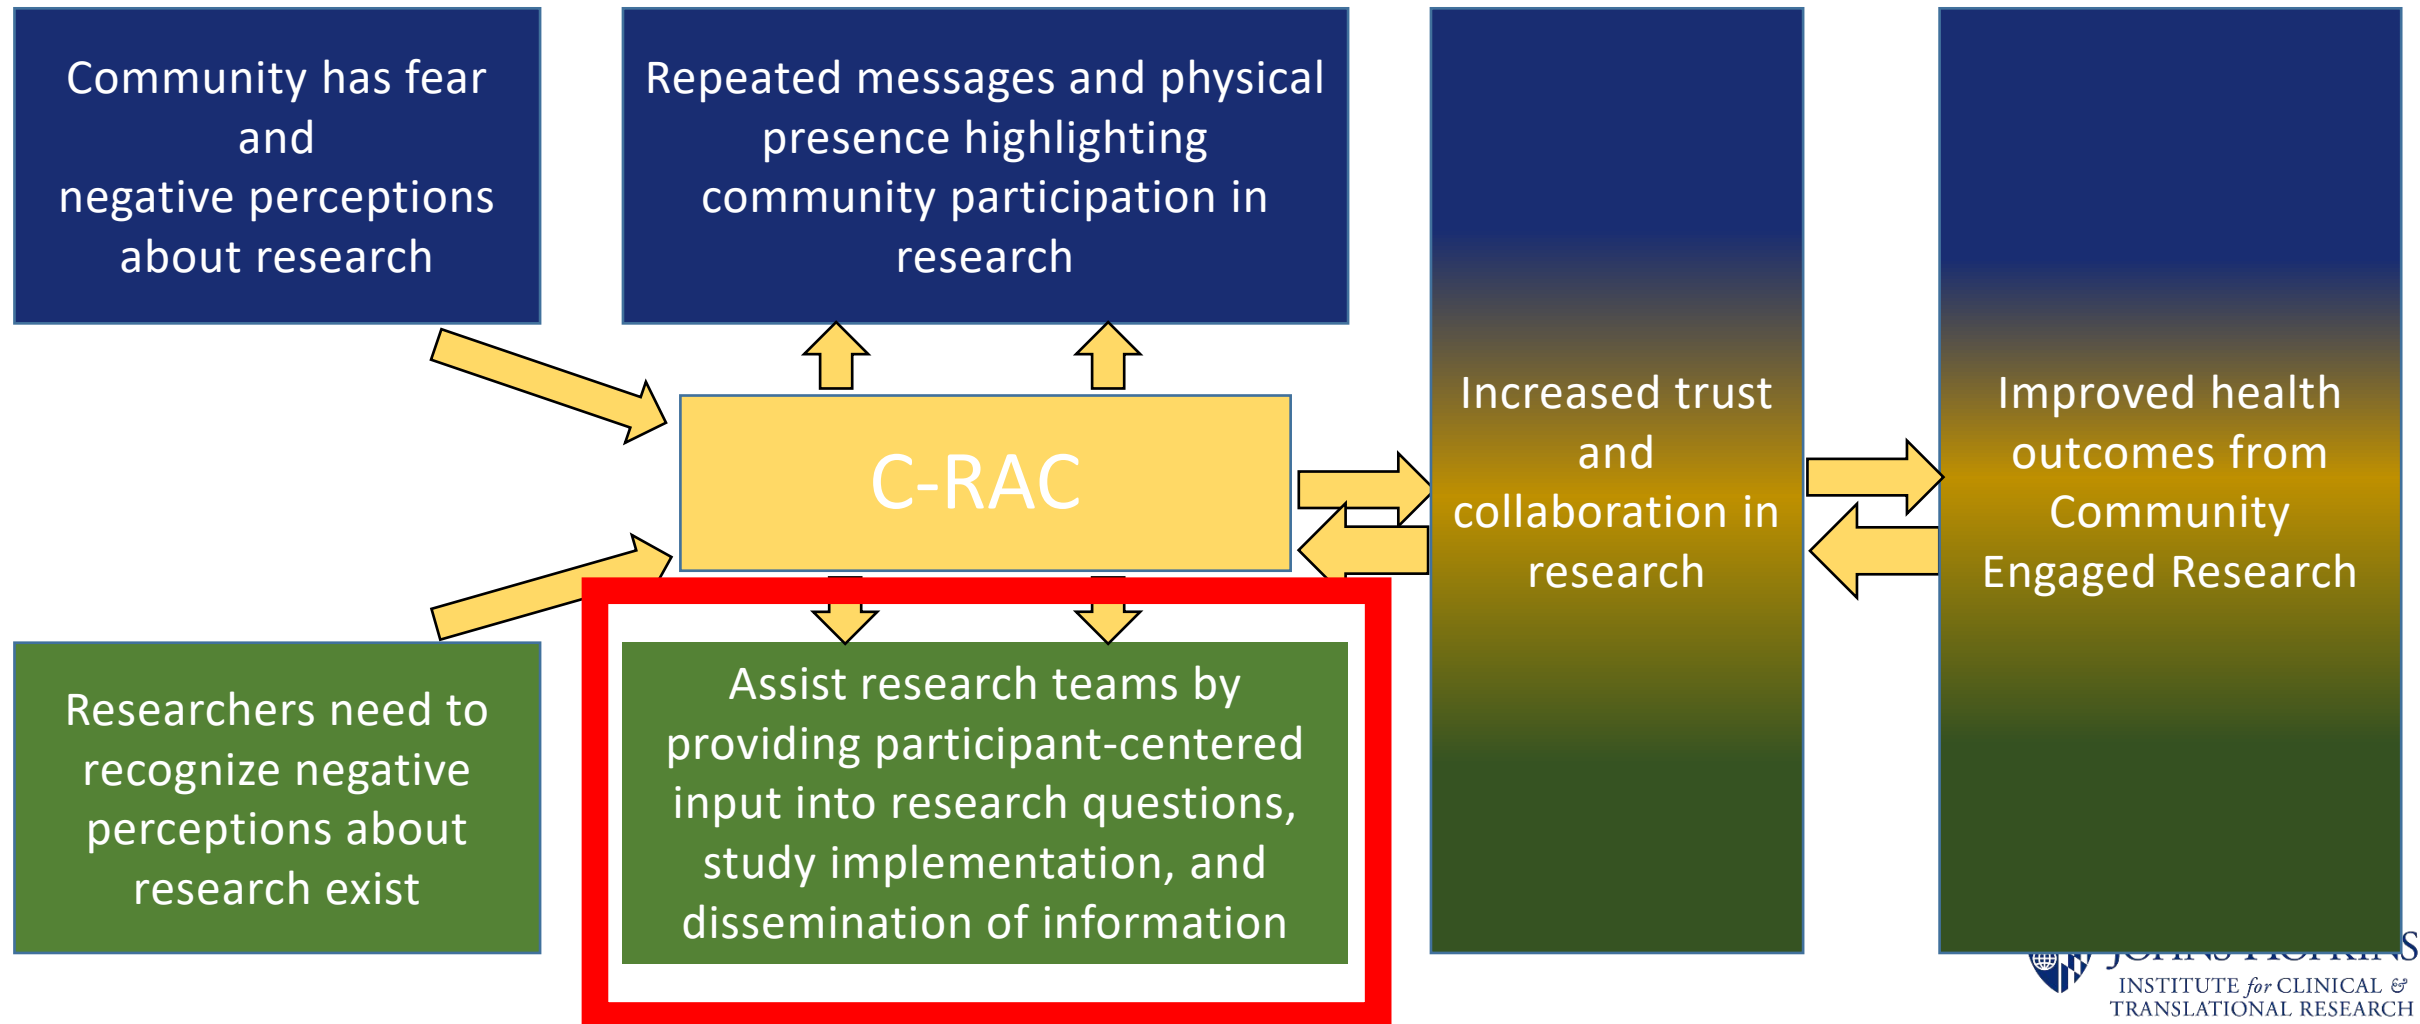 Community has fear
and
negative perceptions
about research
Repeated messages and physical
presence highlighting
community participation in
research
C-RAC
Researchers need to
recognize negative
perceptions about
research exist
Assist research teams by
providing participant-centered
input into research questions,
study implementation, and
dissemination of information
Increased trust
and
collaboration in
research
Improved health
outcomes from
Community
Engaged Research
JOHNS HOPKINS
INSTITUTE for CLINICAL &
TRANSLATIONAL RESEARCH